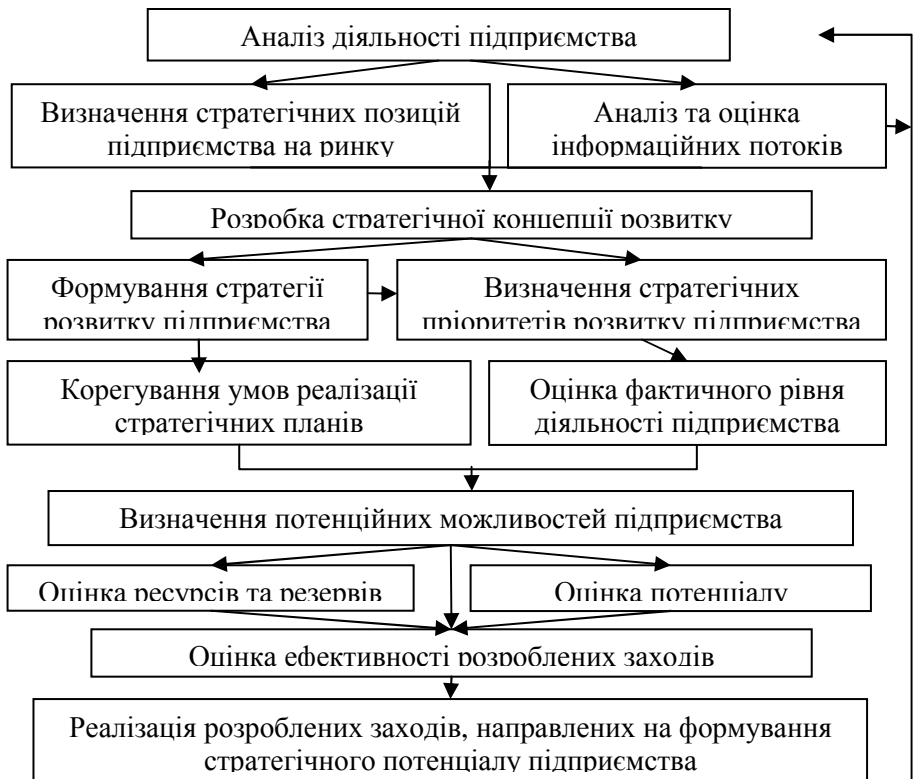 Аналіз діяльності підприємства
Визначення стратегічних позицій
підприємства на ринку
Аналіз та оцінка
інформаційних потоків
Розробка стратегічної концепції розвитку
Формування стратегії
розвитку підприємства
Визначення стратегічних
пріоритетів розвитку підприємства
Корегування умов реалізації
стратегічних планів
Оцінка фактичного рівня
діяльності підприємства
Визначення потенційних можливостей підприємства
Оцінка ресурсів та резервів
Оцінка потенціалу
Оцінка ефективності розроблених заходів
Реалізація розроблених заходів, направлених на формування
стратегічного потенціалу підприємства